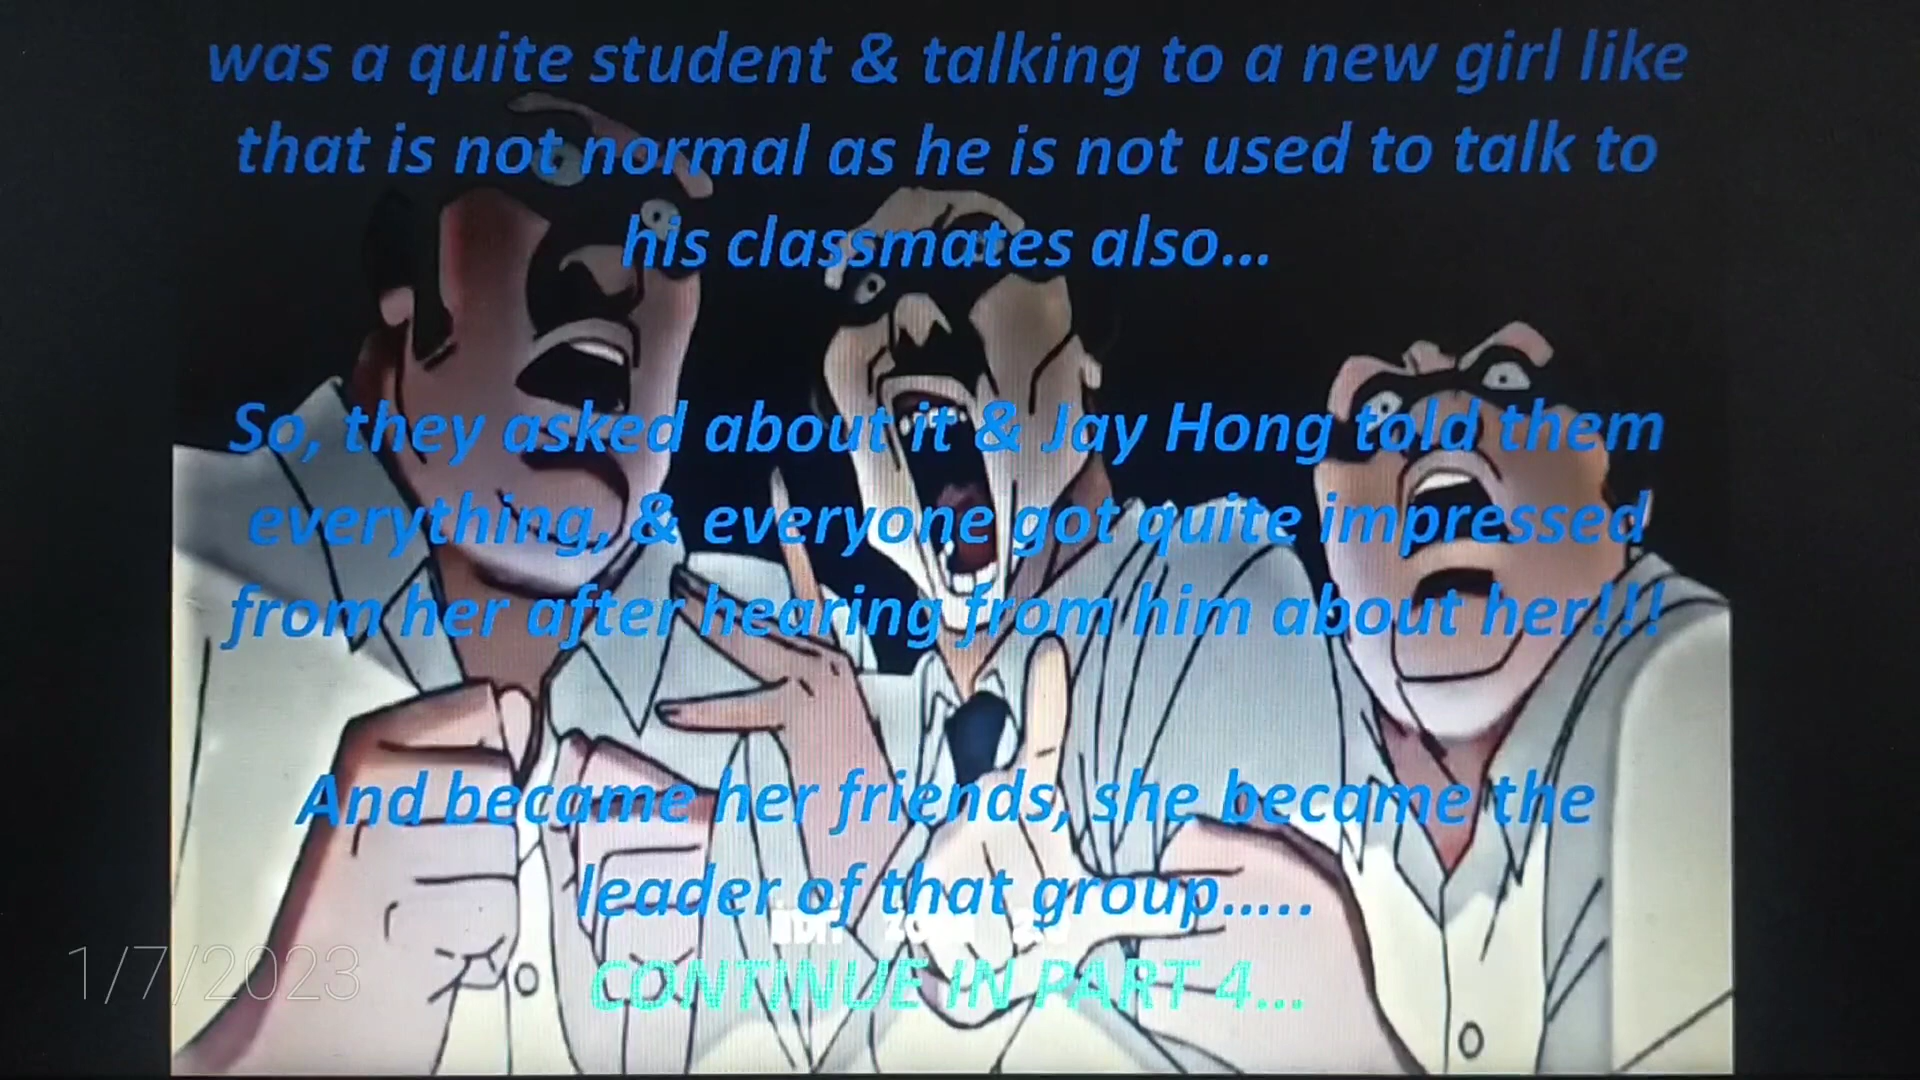 was a quite student & talking to a new girl like
that is not normal as he is not used to talk to
his classmates also...
So, they asked about it & Jay Hong told them
everything, & everyone got quite impressed
from her after hearing from him about her!!!
And became her friends, she became the
leader of that group.....
CONTINUE IN PART 4...
1/7/2023